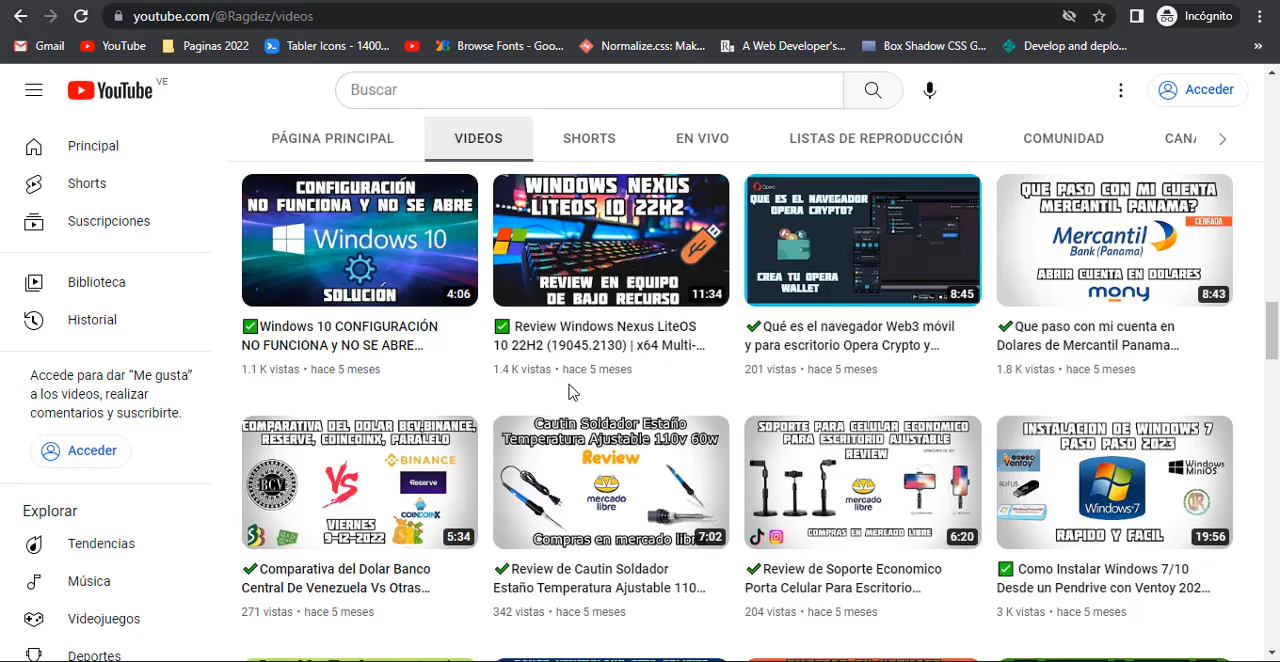 youtube.com/@Ragdez/videos
Incógnito
Gmail
YouTube
Paginas 2022
Tabler Icons - 1400...
Browse Fonts - Goo...
Normalize.css: Mak...
A Web Developer's...
Box Shadow CSS G...
Develop and deplo...
»
YouTube VE
Buscar
Acceder
PÁGINA PRINCIPAL
VIDEOS
SHORTS
EN VIVO
LISTAS DE REPRODUCCIÓN
COMUNIDAD
CANA
Principal
Shorts
Suscripciones
Biblioteca
Historial
Accede para dar “Me gusta”
a los videos, realizar
comentarios y suscribirte.
Acceder
Explorar
Tendencias
Música
Videojuegos
Deportes
CONFIGURACIÓN
NO FUNCIONA Y NO SE ABRE
Windows 10
SOLUCIÓN
4:06
✅Windows 10 CONFIGURACIÓN
NO FUNCIONA y NO SE ABRE...
1.1 K vistas • hace 5 meses
WINDOWS NEXUS
LITEOS 10 22H2
REVIEW EN EQUIPO
DE BAJO RECURSO
11:34
✅ Review Windows Nexus LiteOS
10 22H2 (19045.2130) | x64 Multi-...
1.4 K vistas • hace 5 meses
Opera
QUE ES EL NAVEGADOR
OPERA CRYPTO?
CREA TU OPERA
WALLET
8:45
✔Qué es el navegador Web3 móvil
y para escritorio Opera Crypto y...
201 vistas • hace 5 meses
QUE PASO CON MI CUENTA
MERCANTIL PANAMA?
CERRADA
Mercantil
Bank (Panama)
ABRIR CUENTA EN DOLARES
mony
8:43
✔Que paso con mi cuenta en
Dolares de Mercantil Panama...
1.8 K vistas • hace 5 meses
COMPARATIVA DEL DOLAR BCV,BINANCE,
RESERVE, COINCOINX, PARALELO
BCV
VS
BINANCE
Reserve
COINCOINX
VIERNES
9-12-2022
5:34
✔Comparativa del Dolar Banco
Central De Venezuela Vs Otras...
271 vistas • hace 5 meses
Cautin Soldador Estaño
Temperatura Ajustable 110v 60w
Review
mercado
libre
Compras en mercado libre
7:02
✔Review de Cautin Soldador
Estaño Temperatura Ajustable 110...
342 vistas • hace 5 meses
SOPORTE PARA CELULAR ECONOMICO
PARA ESCRITORIO AJUSTABLE
REVIEW
mercado
libre
COMPRAS EN MERCADO LIBRE
6:20
✔Review de Soporte Economico
Porta Celular Para Escritorio...
204 vistas • hace 5 meses
INSTALACION DE WINDOWS 7
PASO PASO 2023
Ventoy
RUFUS
Windows 7
Windows
MiniOS
RAPIDO Y FACIL
19:56
✅ Como Instalar Windows 7/10
Desde un Pendrive con Ventoy 202...
3 K vistas • hace 5 meses